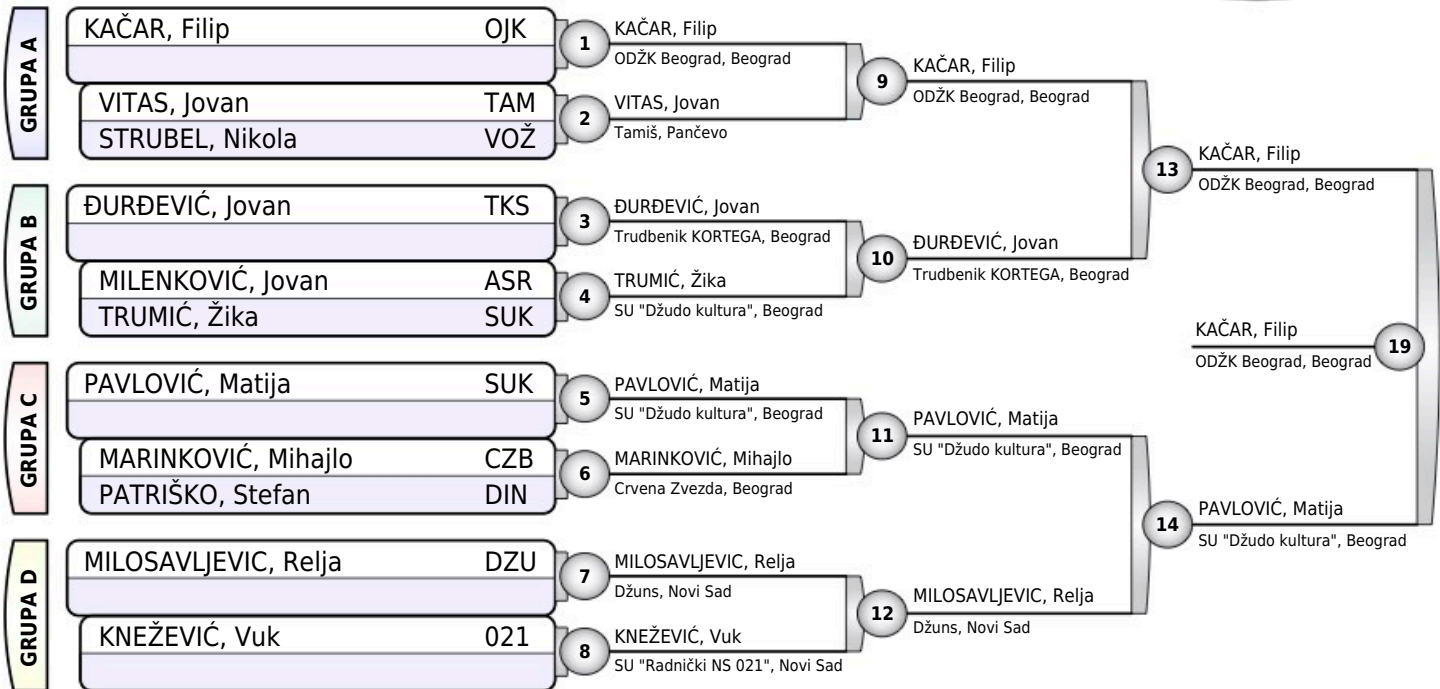 GRUPA A
KAČAR, Filip OJK
VITAS, Jovan TAM
STRUBEL, Nikola VOŽ
1
KAČAR, Filip
ODŽK Beograd, Beograd
2
VITAS, Jovan
Tamiš, Pančevo
9
KAČAR, Filip
ODŽK Beograd, Beograd
GRUPA B
ĐURĐEVIĆ, Jovan TKS
MILENKOVIĆ, Jovan ASR
TRUMIĆ, Žika SUK
3
ĐURĐEVIĆ, Jovan
Trudbenik KORTEGA, Beograd
4
TRUMIĆ, Žika
SU "Džudo kultura", Beograd
10
ĐURĐEVIĆ, Jovan
Trudbenik KORTEGA, Beograd
13
KAČAR, Filip
ODŽK Beograd, Beograd
GRUPA C
PAVLOVIĆ, Matija SUK
MARINKOVIĆ, Mihajlo CZB
PATRIŠKO, Stefan DIN
5
PAVLOVIĆ, Matija
SU "Džudo kultura", Beograd
6
MARINKOVIĆ, Mihajlo
Crvena Zvezda, Beograd
11
PAVLOVIĆ, Matija
SU "Džudo kultura", Beograd
GRUPA D
MILOSAVLJEVIC, Relja DZU
KNEŽEVIĆ, Vuk 021
7
MILOSAVLJEVIC, Relja
Džuns, Novi Sad
8
KNEŽEVIĆ, Vuk
SU "Radnički NS 021", Novi Sad
12
MILOSAVLJEVIC, Relja
Džuns, Novi Sad
14
PAVLOVIĆ, Matija
SU "Džudo kultura", Beograd
KAČAR, Filip
ODŽK Beograd, Beograd
19